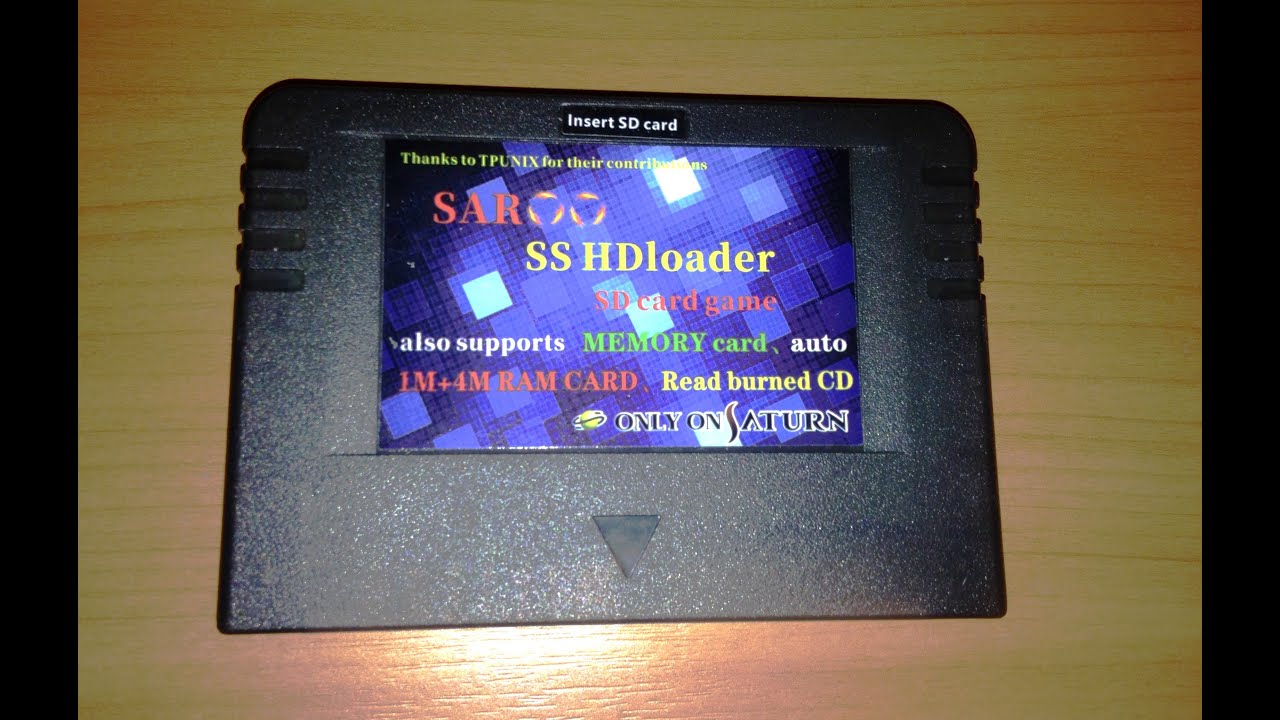 Insert SD card
Thanks to TPUNIX for their contributions
SAROO
SS HDloader
SD card game
also supports MEMORY card、auto
1M+4M RAM CARD、Read burned CD
ONLY ON SATURN